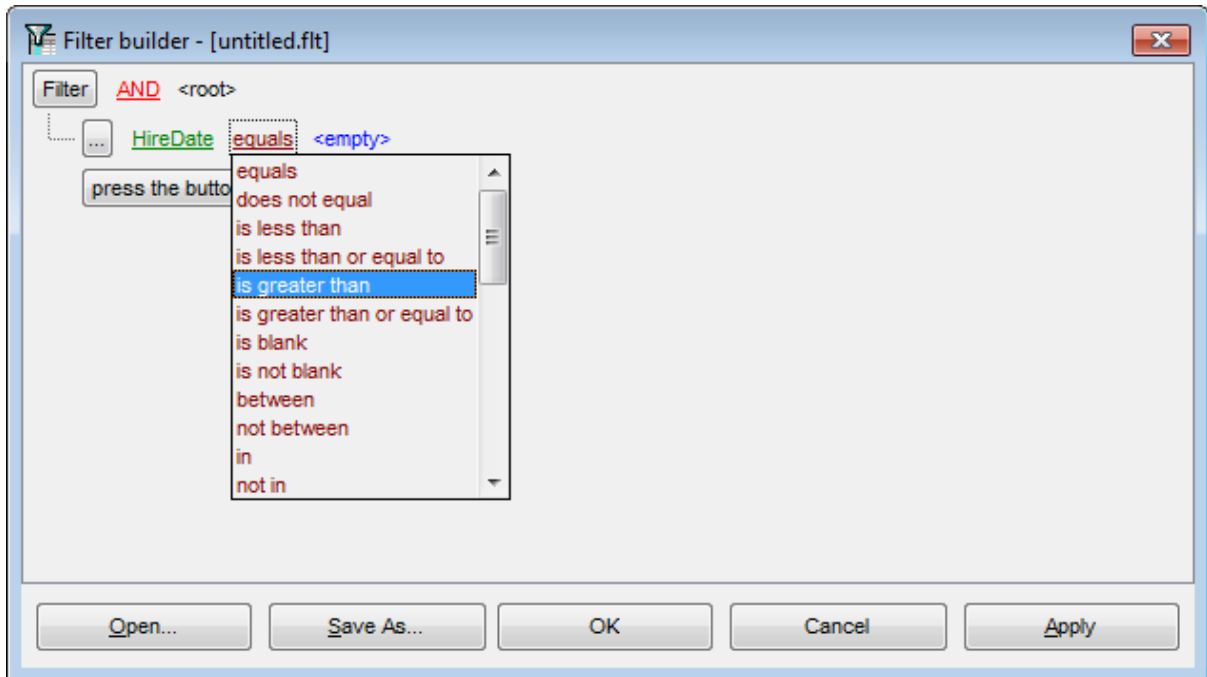 Filter builder - [untitled.flt]
Filter AND <root>
... HireDate equals <empty>
press the butto
equals
does not equal
is less than
is less than or equal to
is greater than
is greater than or equal to
is blank
is not blank
between
not between
in
not in
Open... Save As... OK Cancel Apply